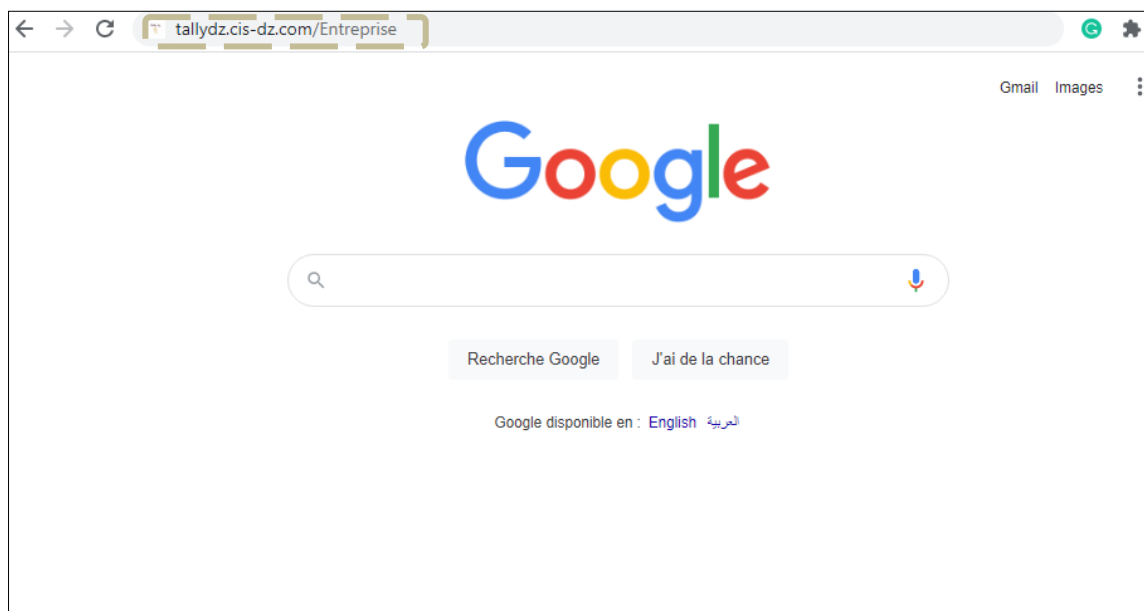 tallydz.cis-dz.com/Entreprise
Gmail Images
Google
Recherche Google J'ai de la chance
Google disponible en : English العربية